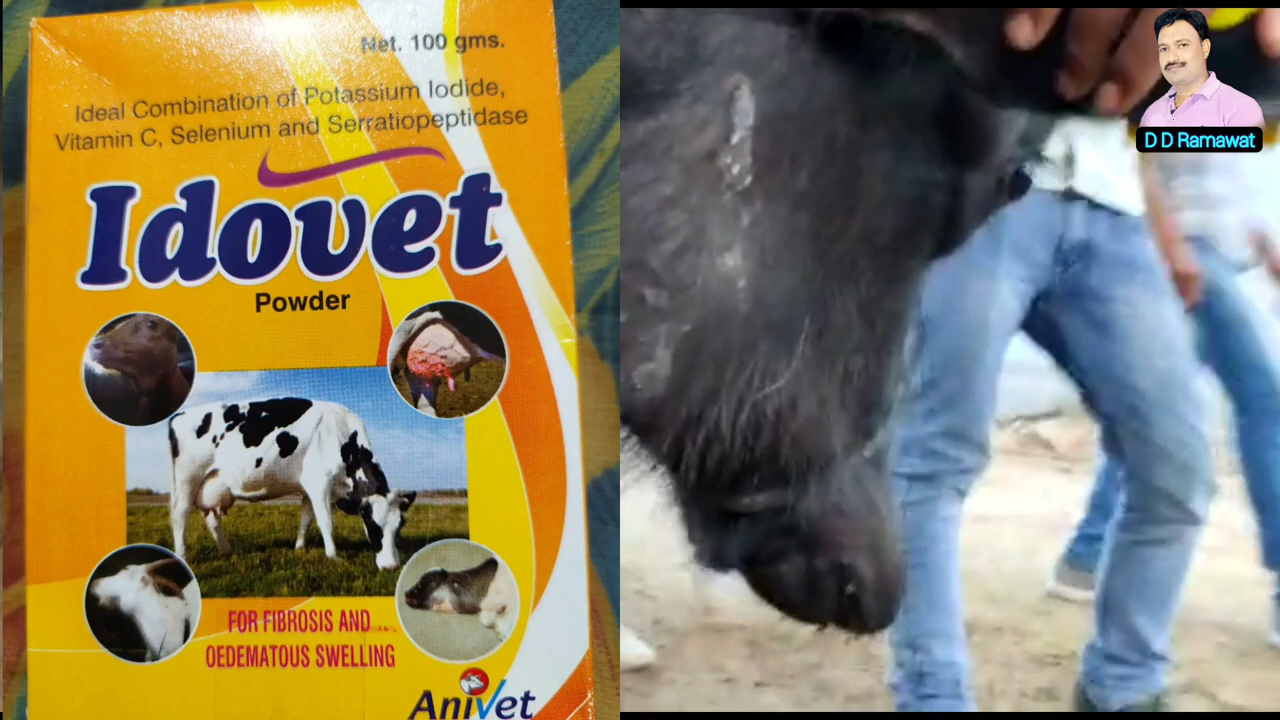 Net. 100 gms.
Ideal Combination of Potassium Iodide,
Vitamin C, Selenium and Serratiopeptidase
Idovet
Powder
FOR FIBROSIS AND
OEDEMATOUS SWELLING
AniVet
D D Ramawat